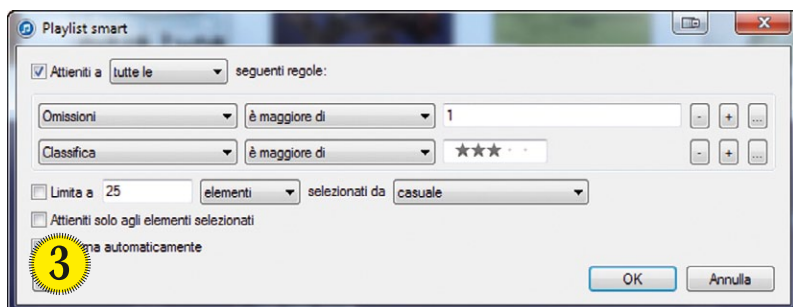 Playlist smart
Attieniti a tutte le seguenti regole:
Omissioni è maggiore di 1 - + ...
Classifica è maggiore di - + ...
Limita a 25 elementi selezionati da casuale
Attieniti solo agli elementi selezionati
automaticamente
3
OK Annulla